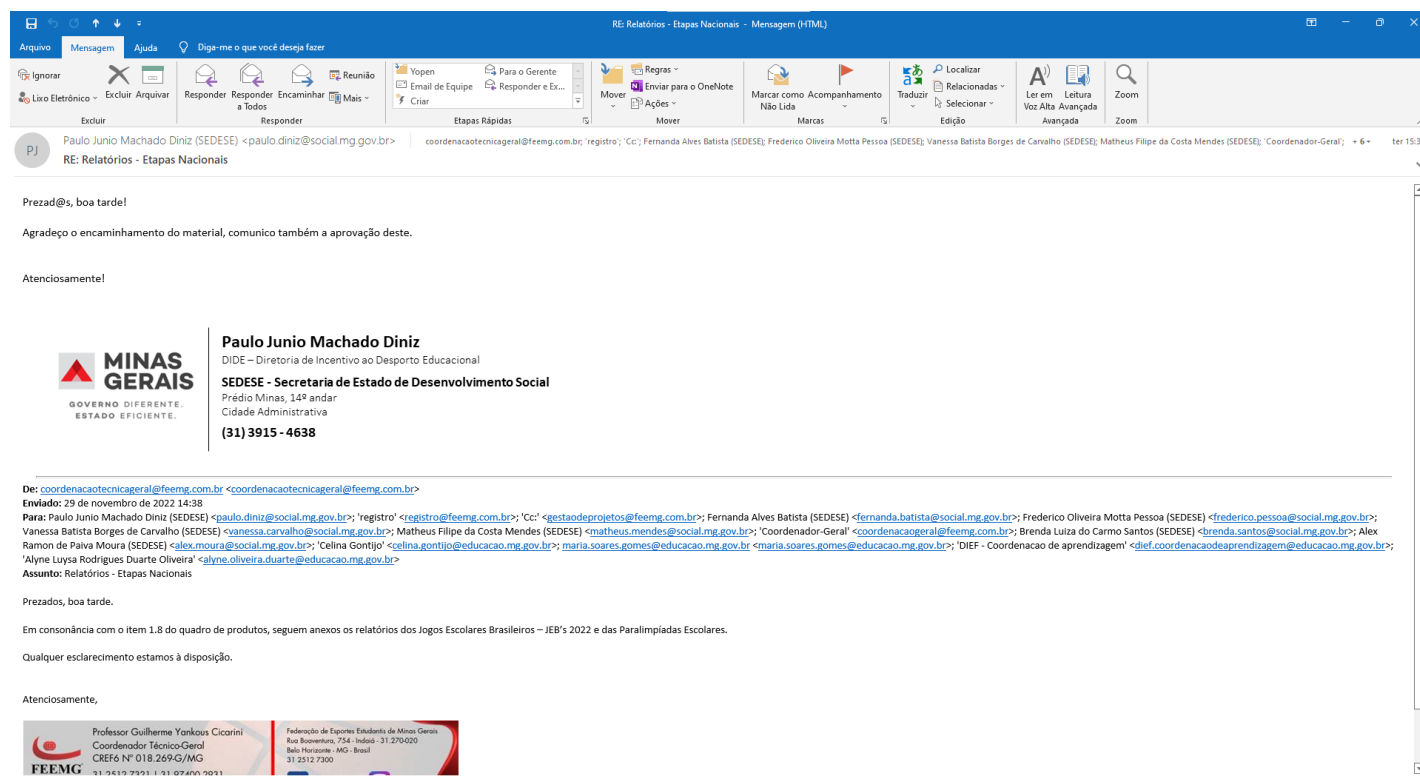 RE: Relatórios - Etapas Nacionais - Mensagem (HTML)
Arquivo Mensagem Ajuda Diga-me o que você deseja fazer
Ignorar
Lixo Eletrônico
Excluir Arquivar
Excluir
Responder Responder a Todos Encaminhar
Reunião
Mais
Responder
Yopen
Email de Equipe
Criar
Para o Gerente
Responder e Ex...
Etapas Rápidas
Mover
Regras
Enviar para o OneNote
Ações
Mover
Marcar como Não Lida
Acompanhamento
Marcas
Traduzir
Localizar
Relacionadas
Selecionar
Edição
Ler em Voz Alta
Leitura Avançada
Avançada
Zoom
Zoom
PJ
Paulo Junio Machado Diniz (SEDESE) <paulo.diniz@social.mg.gov.br> coordenacaotecnicageral@feemg.com.br; 'registro'; 'Cc:'; Fernanda Alves Batista (SEDESE); Frederico Oliveira Motta Pessoa (SEDESE); Vanessa Batista Borges de Carvalho (SEDESE); Matheus Filipe da Costa Mendes (SEDESE); 'Coordenador-Geral'; + 6 ter 15:3
RE: Relatórios - Etapas Nacionais
Prezad@s, boa tarde!
Agradeço o encaminhamento do material, comunico também a aprovação deste.
Atenciosamente!
MINAS GERAIS
GOVERNO DIFERENTE.
ESTADO EFICIENTE.
Paulo Junio Machado Diniz
DIDE – Diretoria de Incentivo ao Desporto Educacional
SEDESE - Secretaria de Estado de Desenvolvimento Social
Prédio Minas, 14º andar
Cidade Administrativa
(31) 3915 - 4638
De: coordenacaotecnicageral@feemg.com.br <coordenacaotecnicageral@feemg.com.br>
Enviado: 29 de novembro de 2022 14:38
Para: Paulo Junio Machado Diniz (SEDESE) <paulo.diniz@social.mg.gov.br>; 'registro' <registro@feemg.com.br>; 'Cc:' <gestaodeprojetos@feemg.com.br>; Fernanda Alves Batista (SEDESE) <fernanda.batista@social.mg.gov.br>; Frederico Oliveira Motta Pessoa (SEDESE) <frederico.pessoa@social.mg.gov.br>;
Vanessa Batista Borges de Carvalho (SEDESE) <vanessa.carvalho@social.mg.gov.br>; Matheus Filipe da Costa Mendes (SEDESE) <matheus.mendes@social.mg.gov.br>; 'Coordenador-Geral' <coordenacaogeral@feemg.com.br>; Brenda Luiza do Carmo Santos (SEDESE) <brenda.santos@social.mg.gov.br>; Alex
Ramon de Paiva Moura (SEDESE) <alex.moura@social.mg.gov.br>; 'Celina Gontijo' <celina.gontijo@educacao.mg.gov.br>; maria.soares.gomes@educacao.mg.gov.br <maria.soares.gomes@educacao.mg.gov.br>; 'DIEF - Coordenacao de aprendizagem' <dief.coordenacaodeaprendizagem@educacao.mg.gov.br>;
'Alyne Luysa Rodrigues Duarte Oliveira' <alyne.oliveira.duarte@educacao.mg.gov.br>
Assunto: Relatórios - Etapas Nacionais
Prezados, boa tarde.
Em consonância com o item 1.8 do quadro de produtos, seguem anexos os relatórios dos Jogos Escolares Brasileiros – JEB's 2022 e das Paralimpíadas Escolares.
Qualquer esclarecimento estamos à disposição.
Atenciosamente,
FEEMG
Professor Guilherme Yankous Cicarini
Coordenador Técnico-Geral
CREF6 Nº 018.269-G/MG
31 2512 7321 | 31 97400 2931
Federação de Esportes Estudantis de Minas Gerais
Rua Boaventura, 754 - Indaiá - 31.270-020
Belo Horizonte - MG - Brasil
31 2512 7300